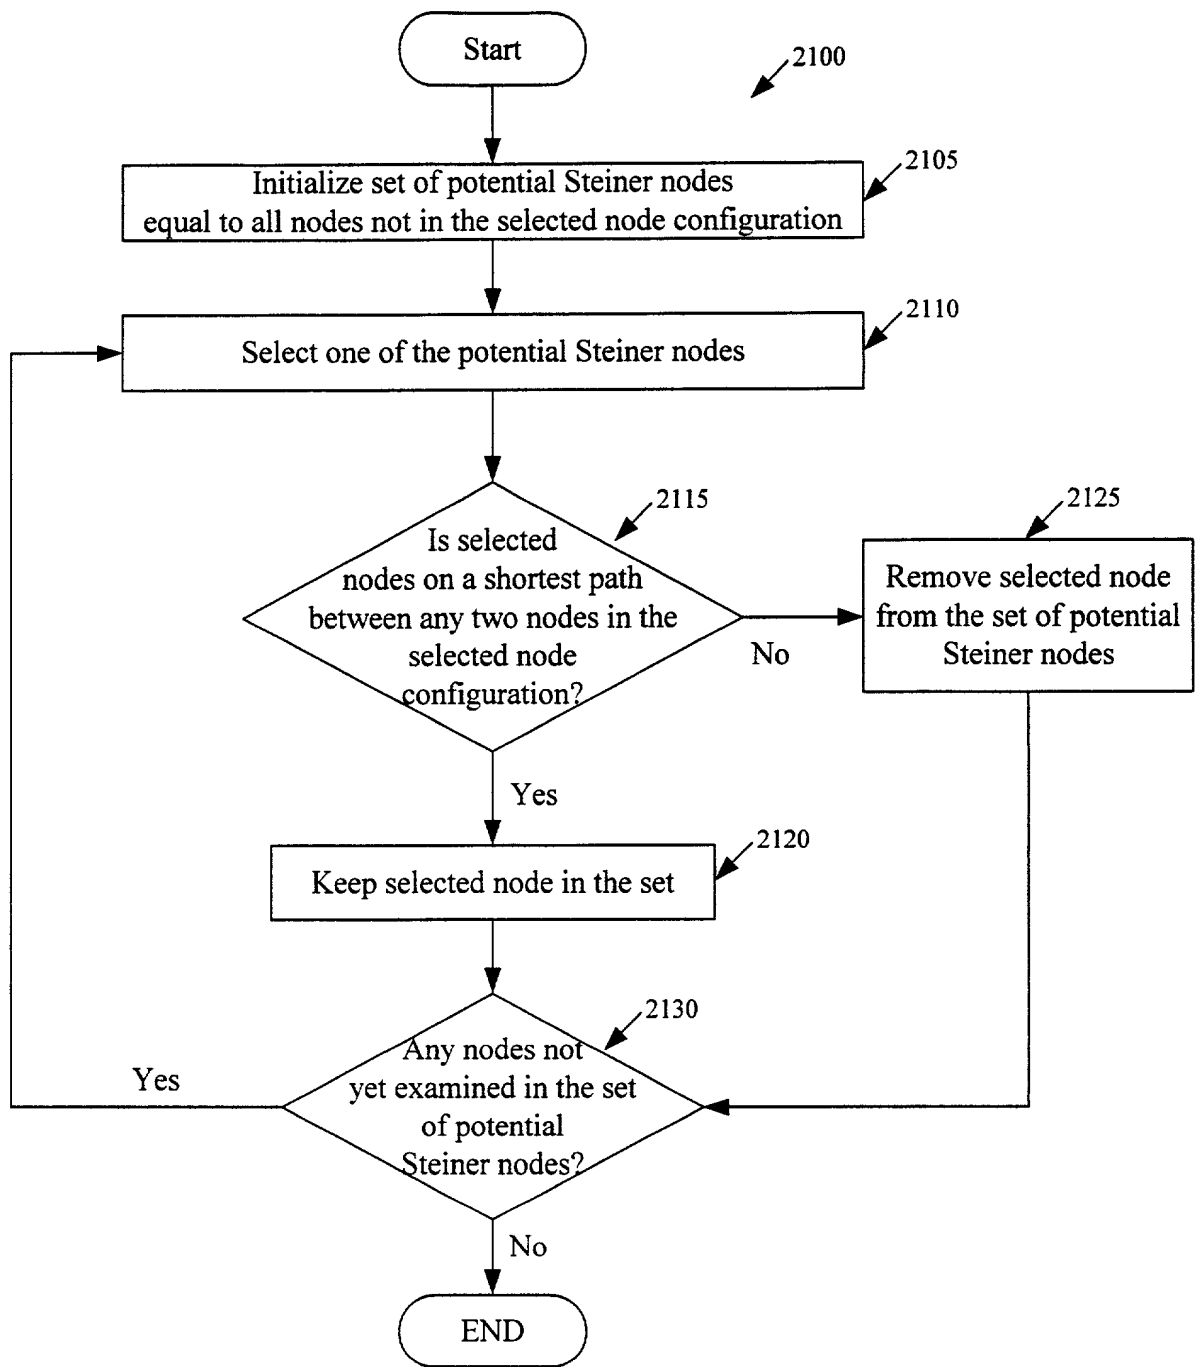 Start
2100
2105
Initialize set of potential Steiner nodes
equal to all nodes not in the selected node configuration
2110
Select one of the potential Steiner nodes
2115
Is selected
nodes on a shortest path
between any two nodes in the
selected node
configuration?
No
2125
Remove selected node
from the set of potential
Steiner nodes
Yes
2120
Keep selected node in the set
2130
Any nodes not
yet examined in the set
of potential
Steiner nodes?
Yes
No
END